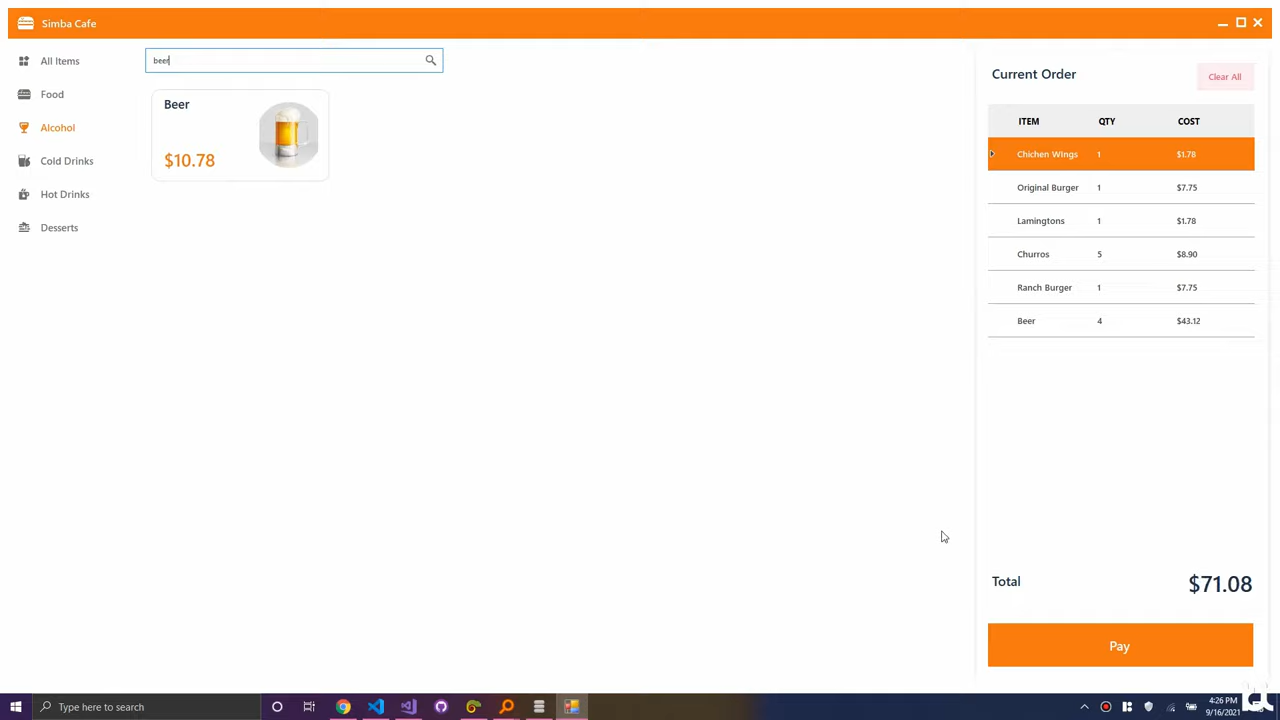 Simba Cafe
All Items
Food
Alcohol
Cold Drinks
Hot Drinks
Desserts
beer
Beer
$10.78
Current Order
Clear All
ITEM QTY COST
Chichen WIngs 1 $1.78
Original Burger 1 $7.75
Lamingtons 1 $1.78
Churros 5 $8.90
Ranch Burger 1 $7.75
Beer 4 $43.12
Total $71.08
Pay
Type here to search
4:26 PM
9/16/2021